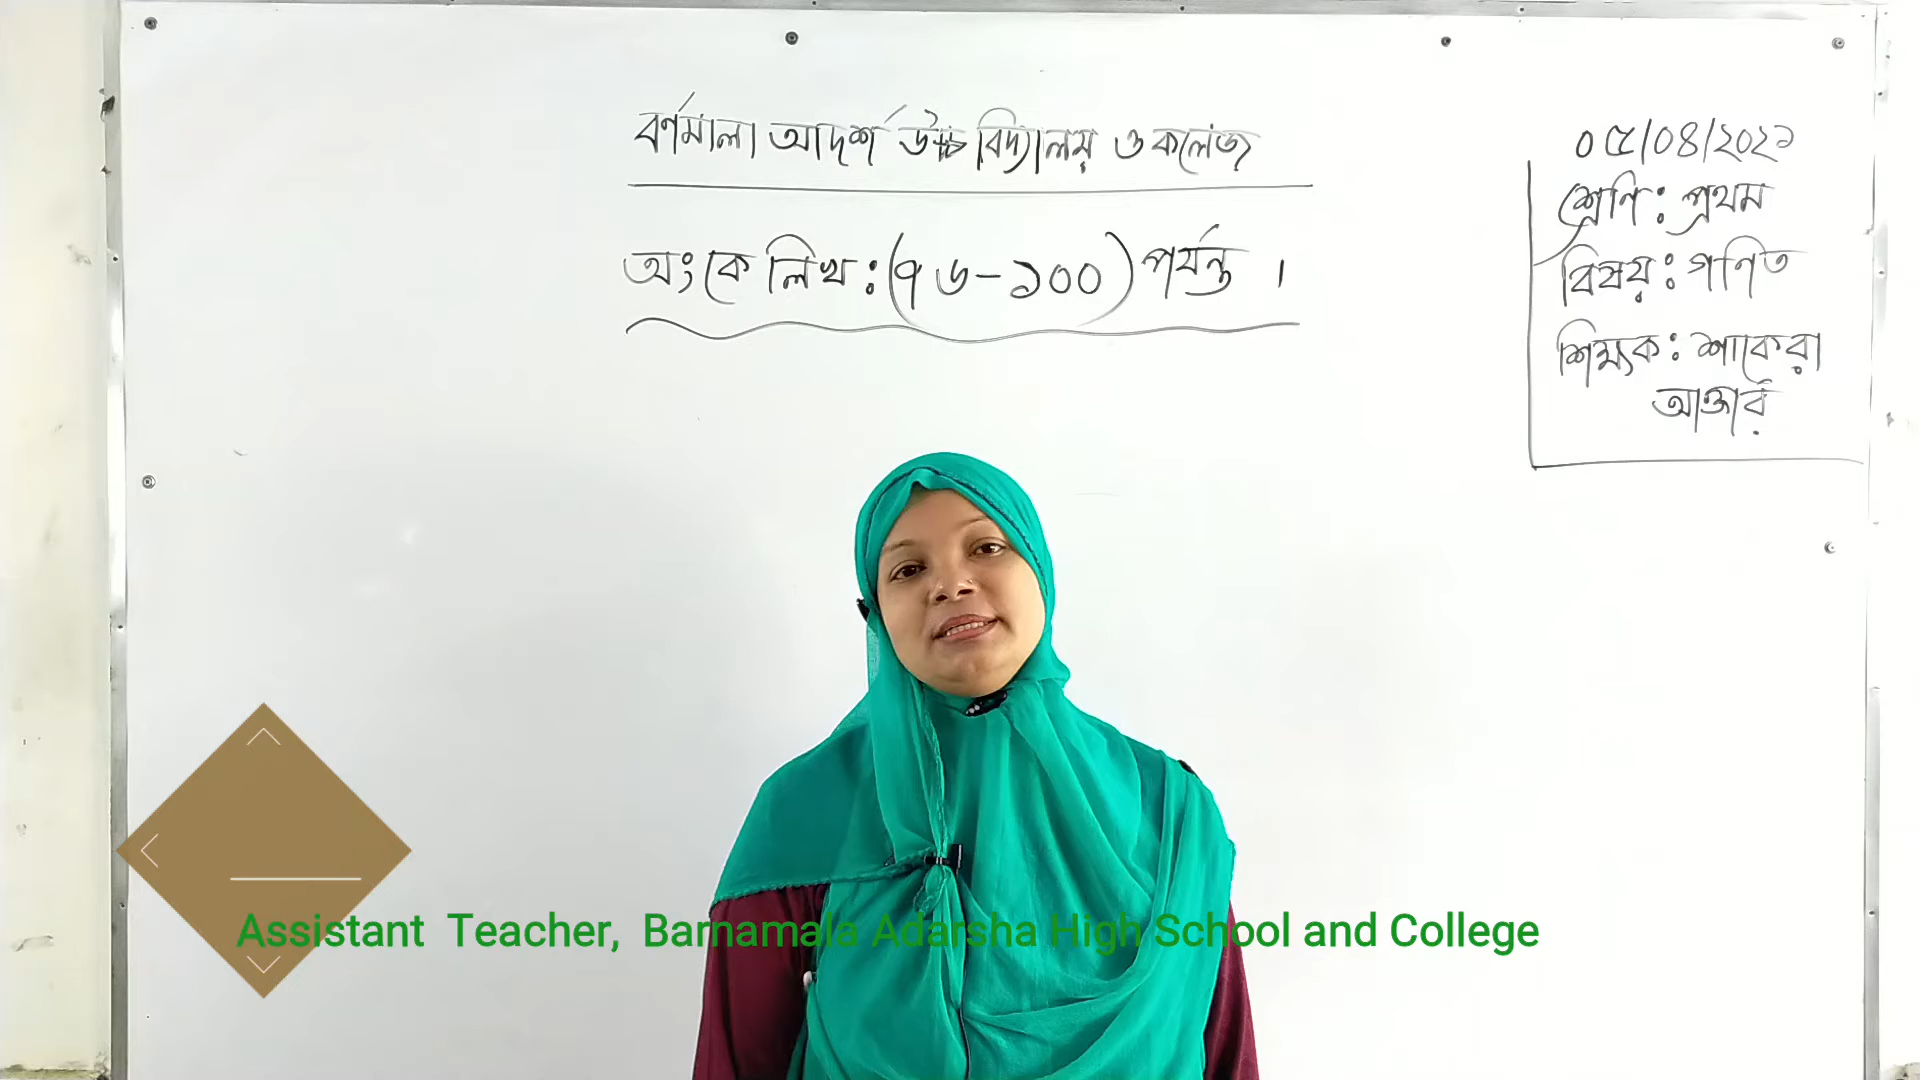 বর্ণমালা আদর্শ উচ্চ বিদ্যালয় ও কলেজ
অংকে লিখ:(৭৬-১০০) পর্যন্ত ।
০৫/০৪/২০২১
শ্রেণি: প্রথম
বিষয়: গণিত
শিক্ষক: শাকেরা
আক্তার
Assistant Teacher, Barnamala Adarsha High School and College